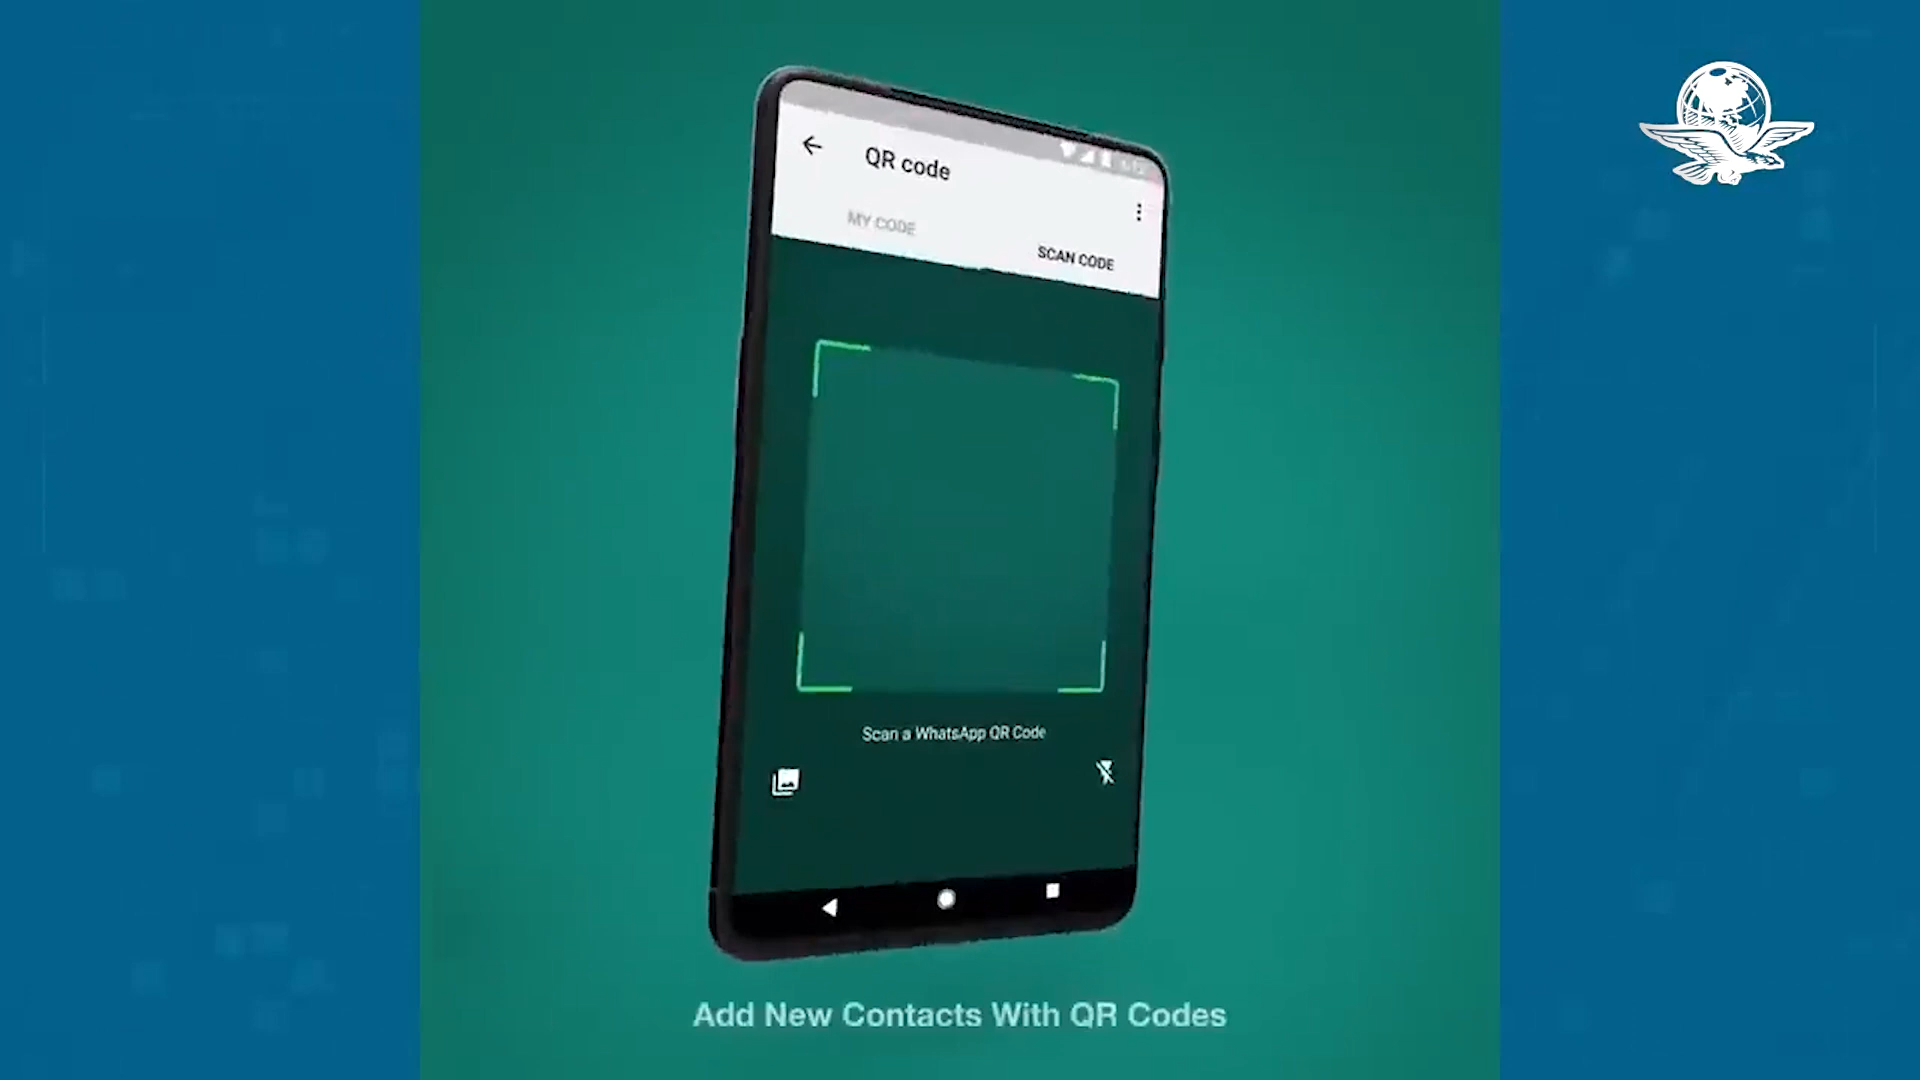 QR code
MY CODE
SCAN CODE
Scan a WhatsApp QR Code
Add New Contacts With QR Codes